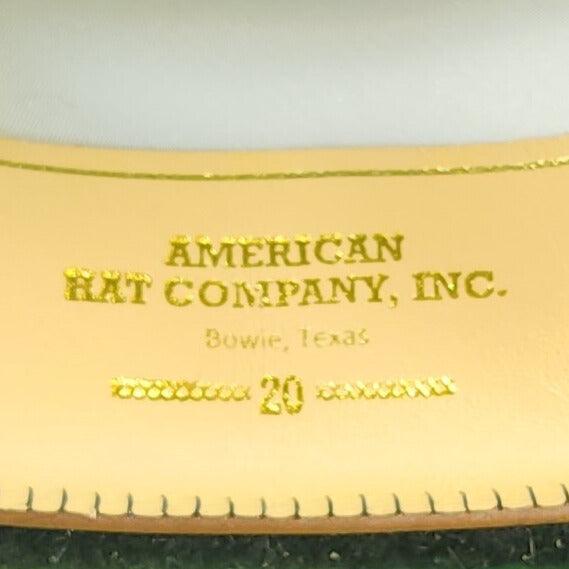 AMERICAN
HAT COMPANY, INC.
Bowie, Texas
20